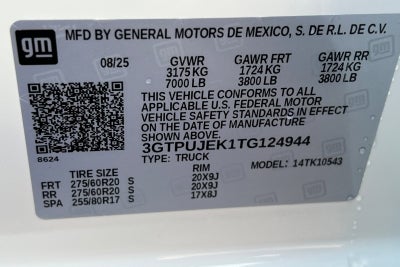 gm MFD BY GENERAL MOTORS DE MEXICO, S. DE R.L. DE C.V.
08/25 GVWR GAWR FRT GAWR RR
3175 KG 1724 KG 1724 KG
7000 LB 3800 LB 3800 LB
THIS VEHICLE CONFORMS TO ALL
APPLICABLE U.S. FEDERAL MOTOR
VEHICLE SAFETY STANDARDS IN EFFECT
ON THE DATE OF MANUFACTURE
SHOWN ABOVE.
3GTPUJEK1TG124944
8624 TYPE: TRUCK MODEL: 14TK10543
TIRE SIZE RIM
FRT 275/60R20 S 20X9J
RR 275/60R20 S 20X9J
SPA 255/80R17 S 17X8J